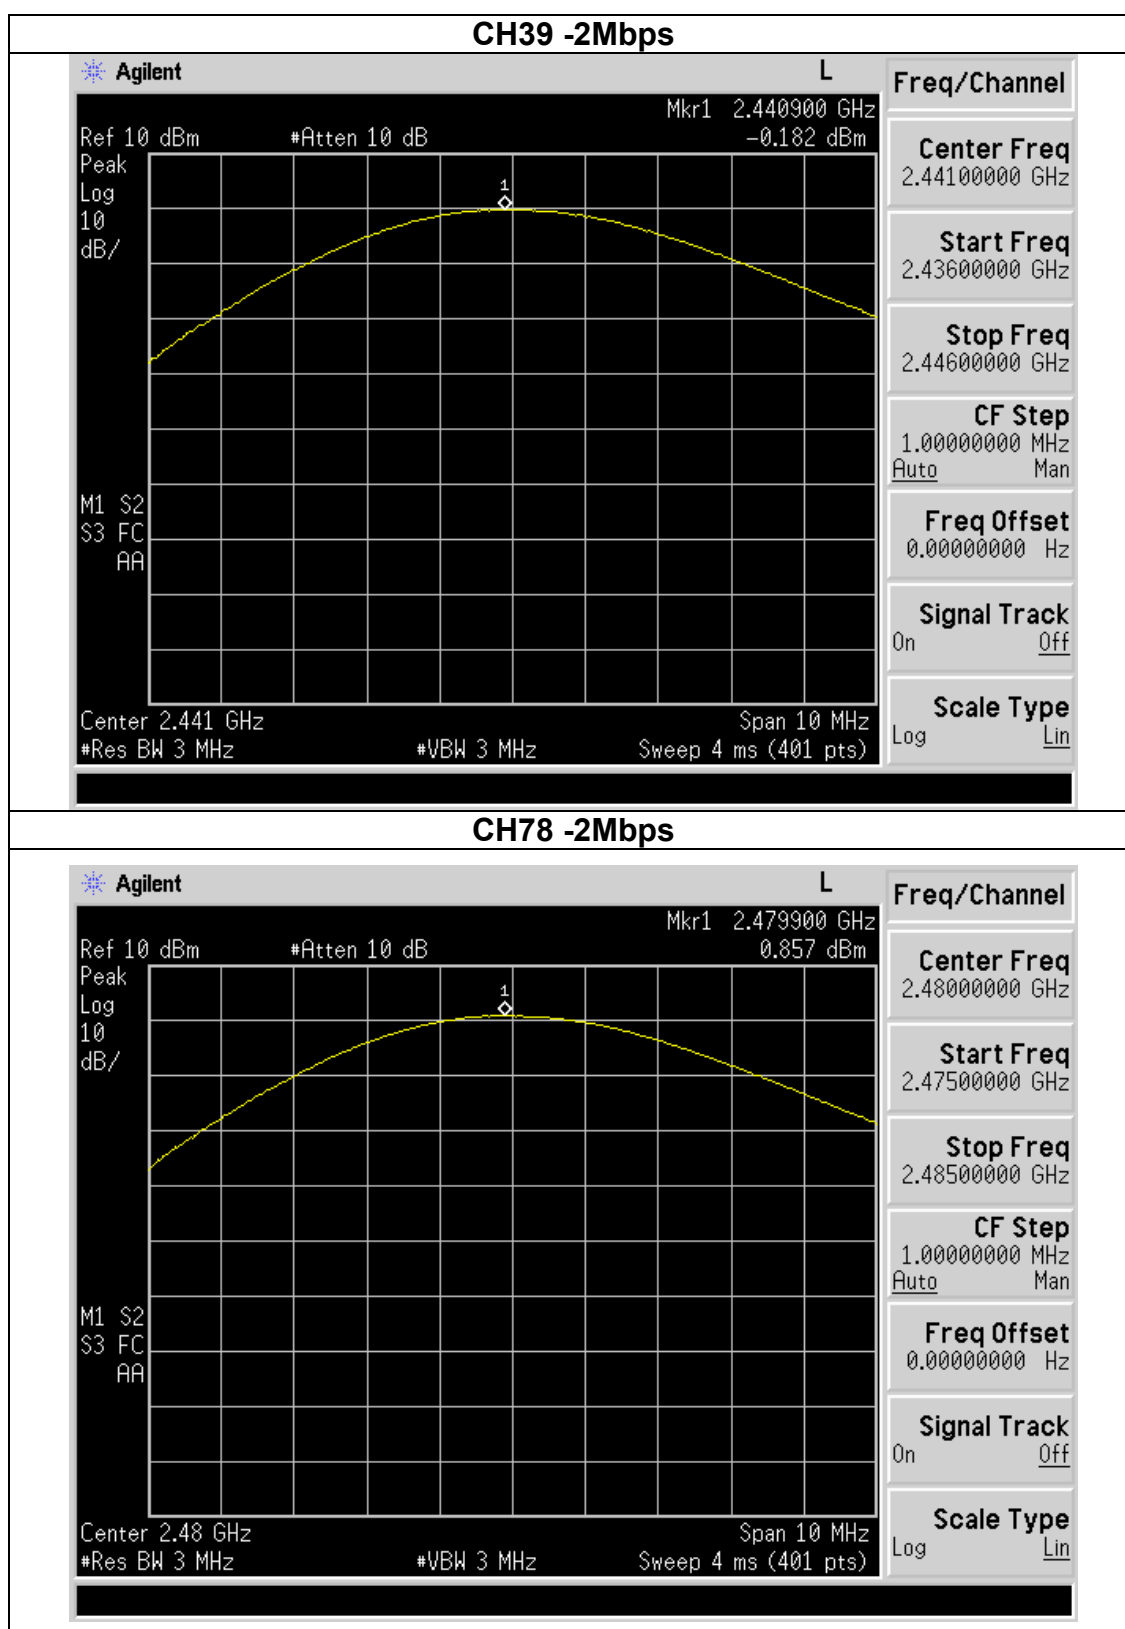 CH39 -2Mbps
Agilent
L
Freq/Channel
Mkr1 2.440900 GHz
Ref 10 dBm #Atten 10 dB -0.182 dBm
Peak
Log
10
dB/
1
Center Freq
2.44100000 GHz
Start Freq
2.43600000 GHz
Stop Freq
2.44600000 GHz
CF Step
1.00000000 MHz
Auto Man
M1 S2
S3 FC
AA
Freq Offset
0.00000000 Hz
Signal Track
On Off
Scale Type
Log Lin
Center 2.441 GHz Span 10 MHz
#Res BW 3 MHz #VBW 3 MHz Sweep 4 ms (401 pts)
CH78 -2Mbps
Agilent
L
Freq/Channel
Mkr1 2.479900 GHz
Ref 10 dBm #Atten 10 dB 0.857 dBm
Peak
Log
10
dB/
1
Center Freq
2.48000000 GHz
Start Freq
2.47500000 GHz
Stop Freq
2.48500000 GHz
CF Step
1.00000000 MHz
Auto Man
M1 S2
S3 FC
AA
Freq Offset
0.00000000 Hz
Signal Track
On Off
Scale Type
Log Lin
Center 2.48 GHz Span 10 MHz
#Res BW 3 MHz #VBW 3 MHz Sweep 4 ms (401 pts)